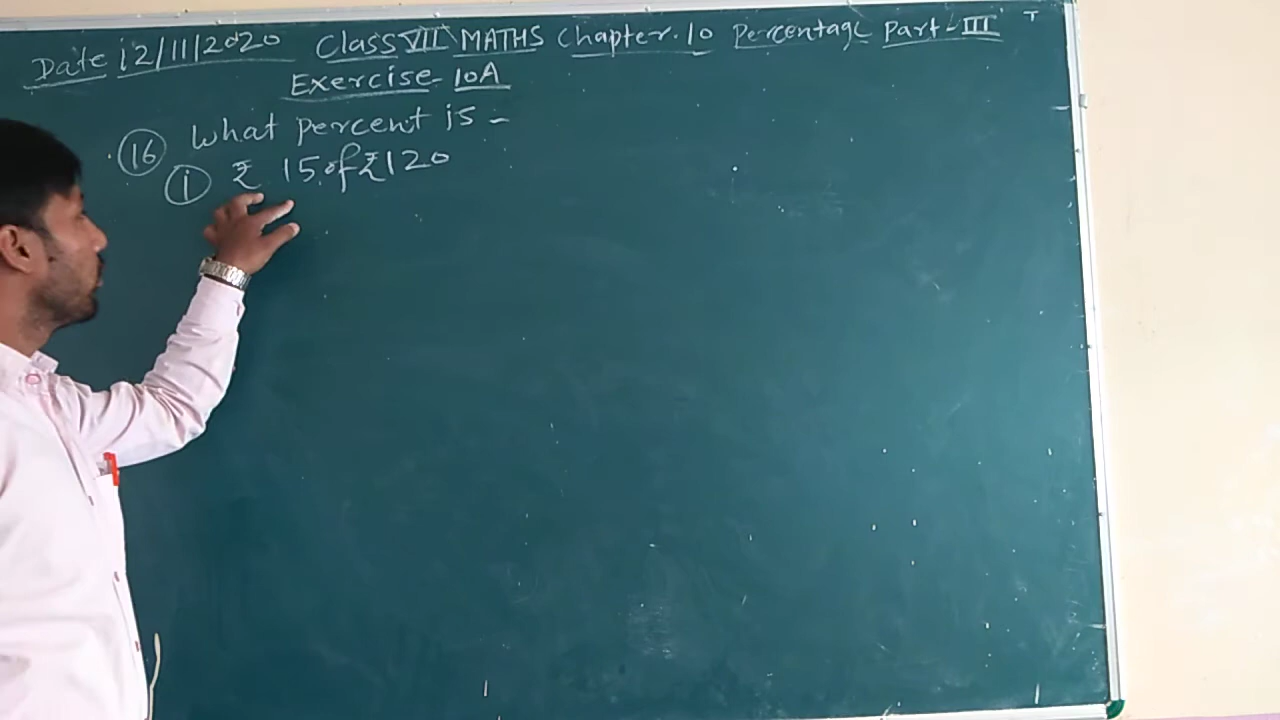 Date 12/11/2020 Class VII MATHS Chapter. 10 Percentage Part-III
Exercise-10A
16 What percent is -
i ₹ 15 of ₹120